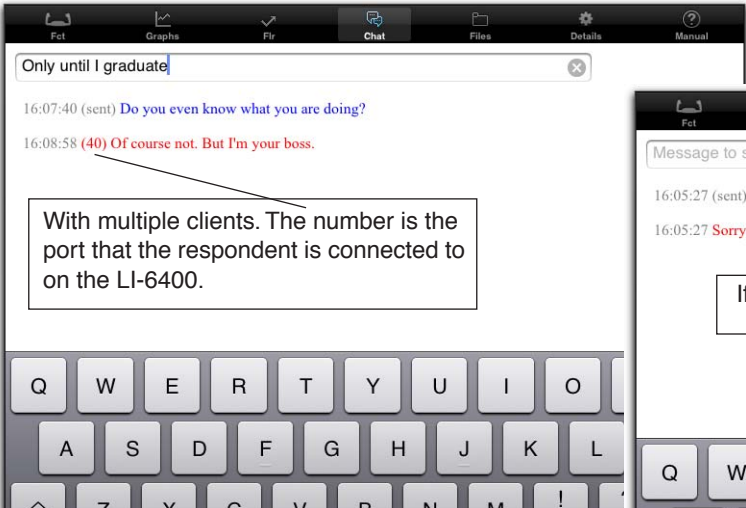 Fct Graphs Flr Chat Files Details Manual
Only until I graduate
16:07:40 (sent) Do you even know what you are doing?
16:08:58 (40) Of course not. But I'm your boss.
With multiple clients. The number is the
port that the respondent is connected to
on the LI-6400.
Q W E R T Y U I O
A S D F G H J K L
Z X C V B N M !
Fct
Message to
16:05:27 (sent)
16:05:27 Sorry
Q W